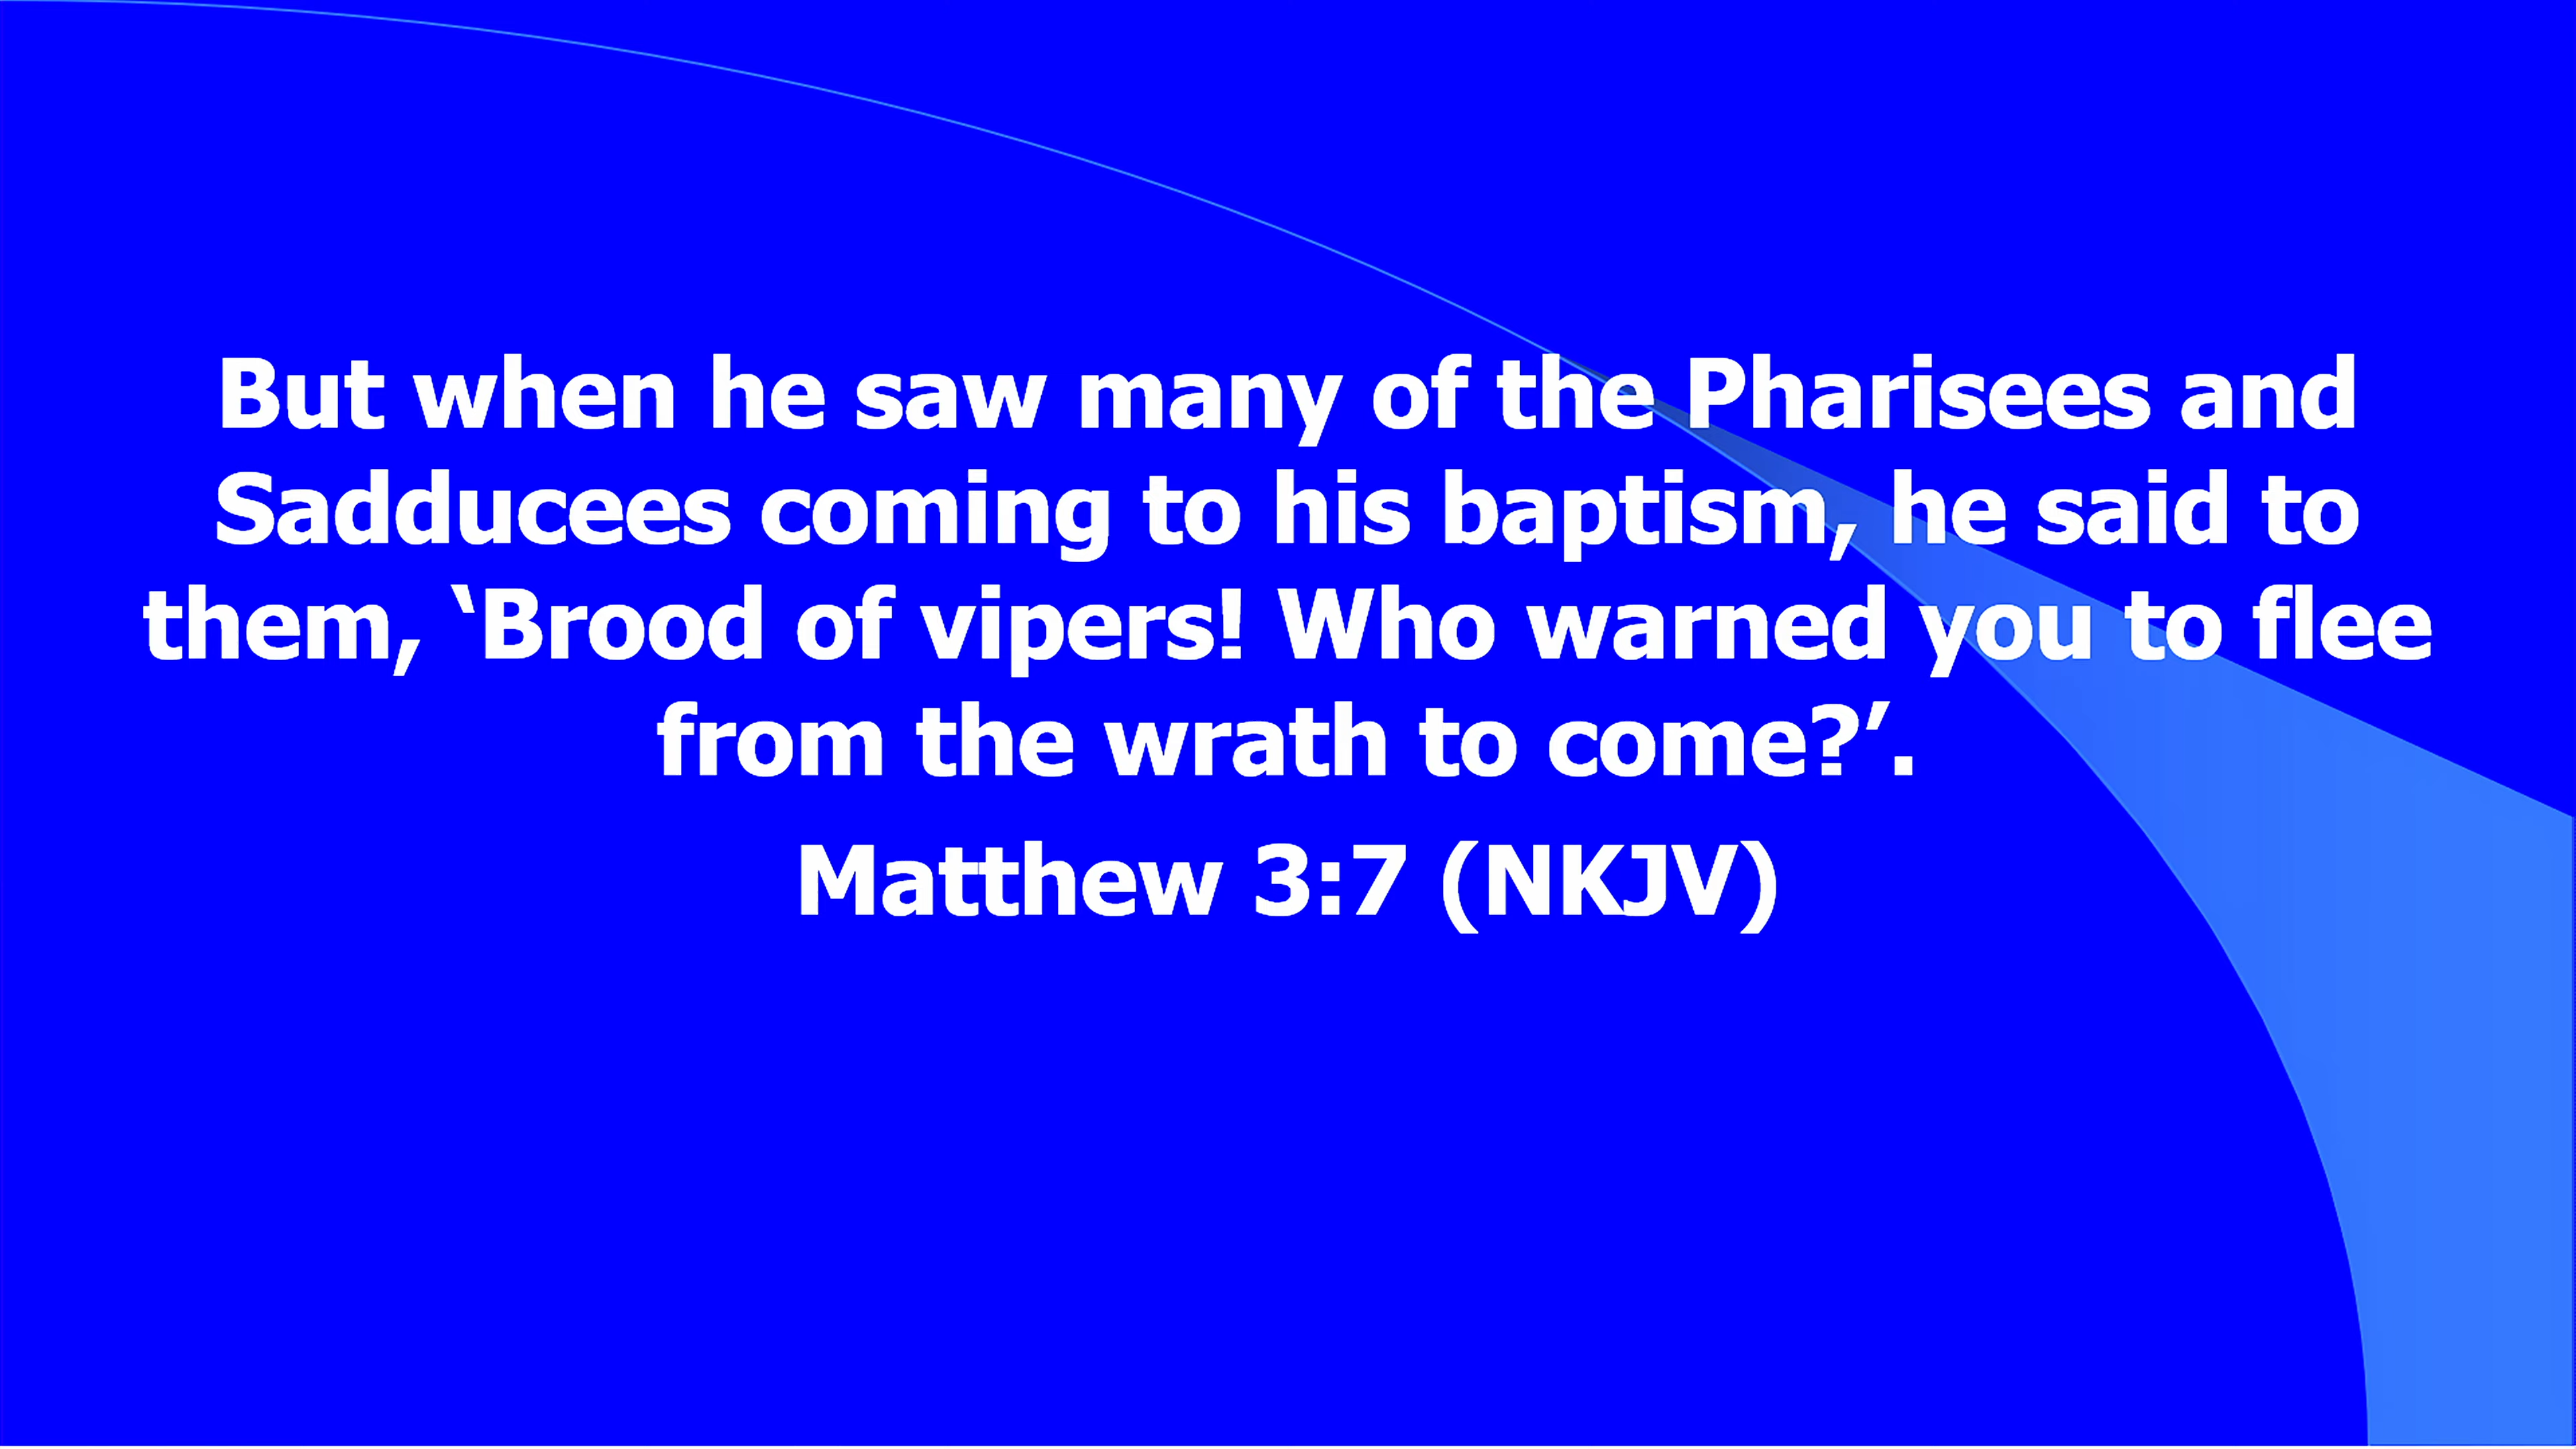 But when he saw many of the Pharisees and
Sadducees coming to his baptism, he said to
them, ‘Brood of vipers! Who warned you to flee
from the wrath to come?’.
Matthew 3:7 (NKJV)